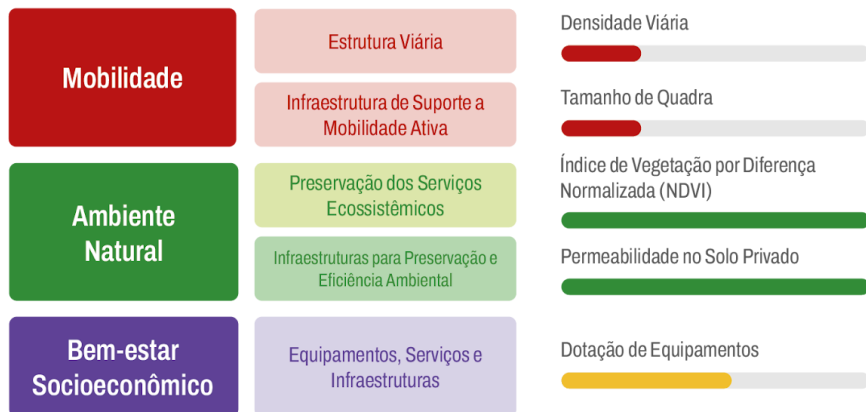 Mobilidade
Estrutura Viária
Infraestrutura de Suporte a
Mobilidade Ativa
Densidade Viária
Tamanho de Quadra
Ambiente
Natural
Preservação dos Serviços
Ecossistêmicos
Infraestruturas para Preservação e
Eficiência Ambiental
Índice de Vegetação por Diferença
Normalizada (NDVI)
Permeabilidade no Solo Privado
Bem-estar
Socioeconômico
Equipamentos, Serviços e
Infraestruturas
Dotação de Equipamentos